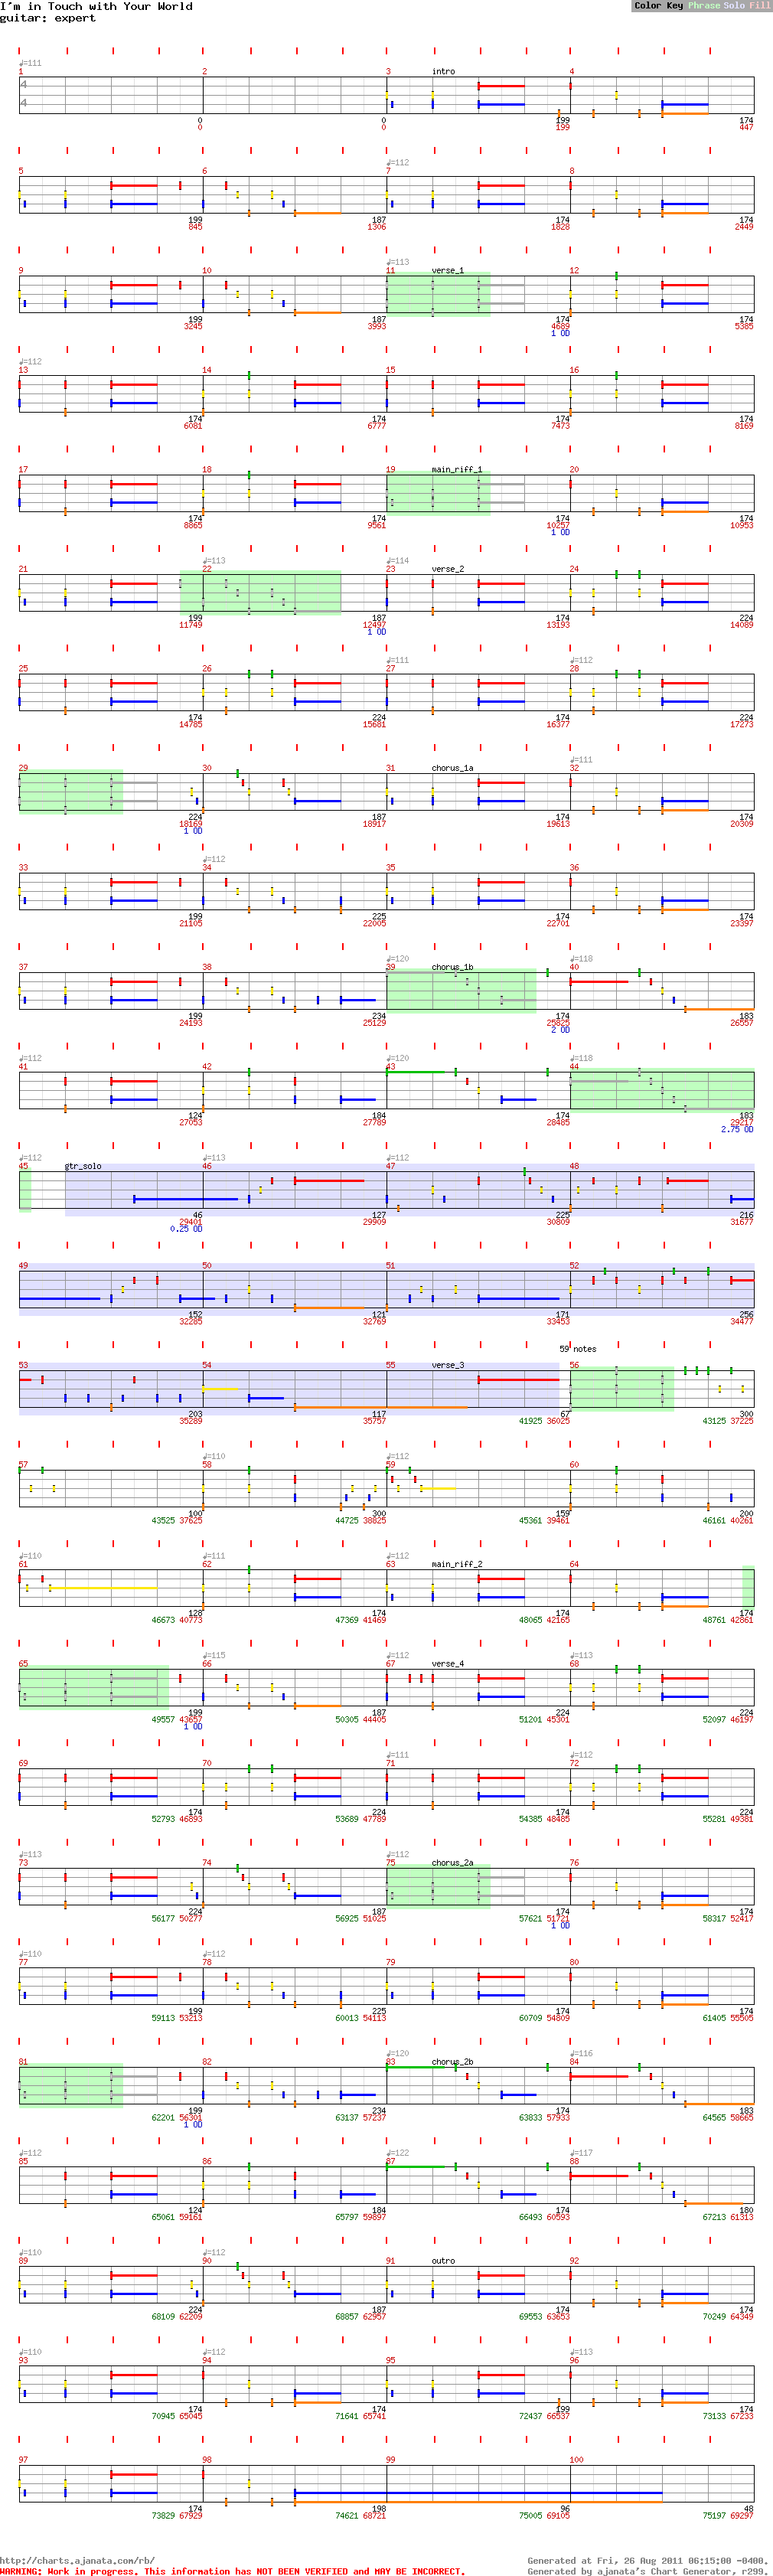 I'm in Touch with Your World
Color Key Phrase Solo Fill
guitar: expert
♩=111
1 2 3 intro 4
4
4
0 0 199 174
0 0 199 447
♩=112
5 6 7 8
199 187 174 174
845 1306 1828 2449
♩=113
9 10 11 verse_1 12
199 187 174 174
3245 3993 4689 5385
1 OD
♩=112
13 14 15 16
174 174 174 174
6081 6777 7473 8169
17 18 19 main_riff_1 20
174 174 174 174
8865 9561 10257 10953
1 OD
♩=113 ♩=114
21 22 23 verse_2 24
199 187 174 224
11749 12497 13193 14089
1 OD
♩=111 ♩=112
25 26 27 28
174 224 174 224
14785 15681 16377 17273
♩=111
29 30 31 chorus_1a 32
224 187 174 174
18169 18917 19613 20309
1 OD
♩=112
33 34 35 36
199 225 174 174
21105 22005 22701 23397
♩=120 ♩=118
37 38 39 chorus_1b 40
199 234 174 183
24193 25129 25825 26557
2 OD
♩=112 ♩=120 ♩=118
41 42 43 44
124 184 174 183
27053 27789 28485 29217
2.75 OD
♩=112 ♩=113 ♩=112
45 gtr_solo 46 47 48
46 127 225 216
29401 29909 30809 31677
0.25 OD
49 50 51 52
152 121 171 256
32285 32769 33453 34477
59 notes
53 54 55 verse_3 56
203 117 67 300
35289 35757 41925 36025 43125 37225
♩=110 ♩=112
57 58 59 60
100 300 159 200
43525 37625 44725 38825 45361 39461 46161 40261
♩=110 ♩=111 ♩=112
61 62 63 main_riff_2 64
128 174 174 174
46673 40773 47369 41469 48065 42165 48761 42861
♩=115 ♩=112 ♩=113
65 66 67 verse_4 68
199 187 224 224
49557 43657 50305 44405 51201 45301 52097 46197
1 OD
♩=111 ♩=112
69 70 71 72
174 224 174 224
52793 46893 53689 47789 54385 48485 55281 49381
♩=113 ♩=112
73 74 75 chorus_2a 76
224 187 174 174
56177 50277 56925 51025 57621 51721 58317 52417
1 OD
♩=110 ♩=112
77 78 79 80
199 225 174 174
59113 53213 60013 54113 60709 54809 61405 55505
♩=120 ♩=116
81 82 83 chorus_2b 84
199 234 174 183
62201 56301 63137 57237 63833 57933 64565 58665
1 OD
♩=112 ♩=122 ♩=117
85 86 87 88
124 184 174 180
65061 59161 65797 59897 66493 60593 67213 61313
♩=110 ♩=112
89 90 91 outro 92
224 187 174 174
68109 62209 68857 62957 69553 63653 70249 64349
♩=110 ♩=112 ♩=113
93 94 95 96
174 174 199 174
70945 65045 71641 65741 72437 66537 73133 67233
97 98 99 100
174 198 96 48
73829 67929 74621 68721 75005 69105 75197 69297
http://charts.ajanata.com/rb/
Generated at Fri, 26 Aug 2011 06:15:00 -0400.
WARNING: Work in progress. This information has NOT BEEN VERIFIED and MAY BE INCORRECT.
Generated by ajanata's Chart Generator, r299.